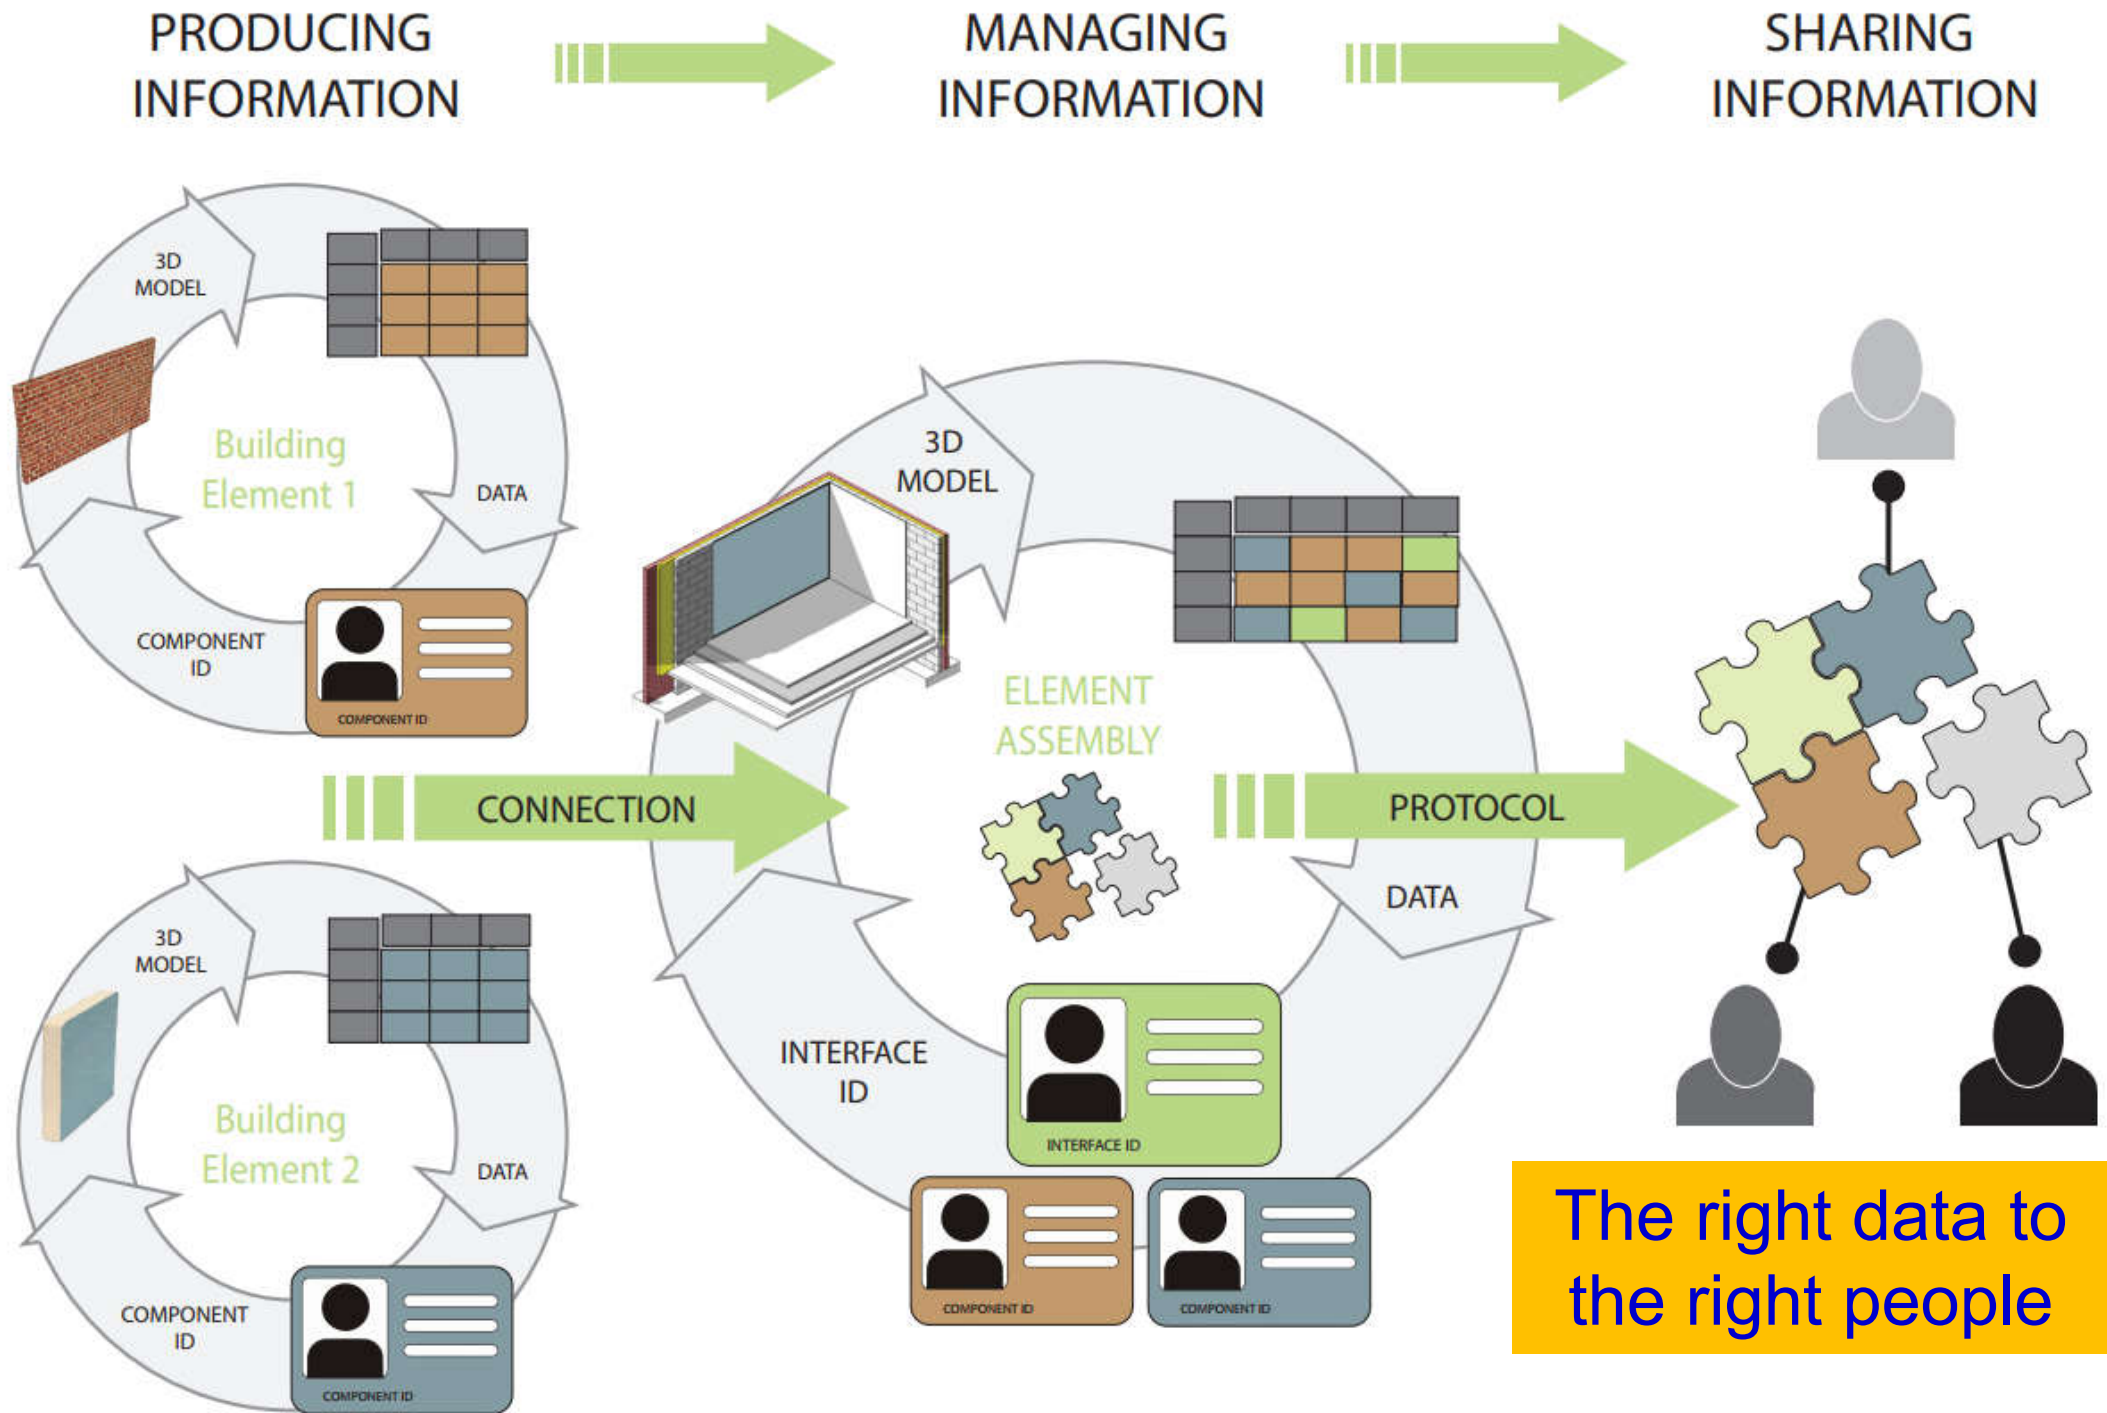 PRODUCING
INFORMATION
MANAGING
INFORMATION
SHARING
INFORMATION
3D
MODEL
Building
Element 1
DATA
COMPONENT
ID
COMPONENT ID
CONNECTION
3D
MODEL
Building
Element 2
DATA
COMPONENT
ID
COMPONENT ID
3D
MODEL
ELEMENT
ASSEMBLY
PROTOCOL
DATA
INTERFACE
ID
INTERFACE ID
COMPONENT ID
COMPONENT ID
The right data to
the right people